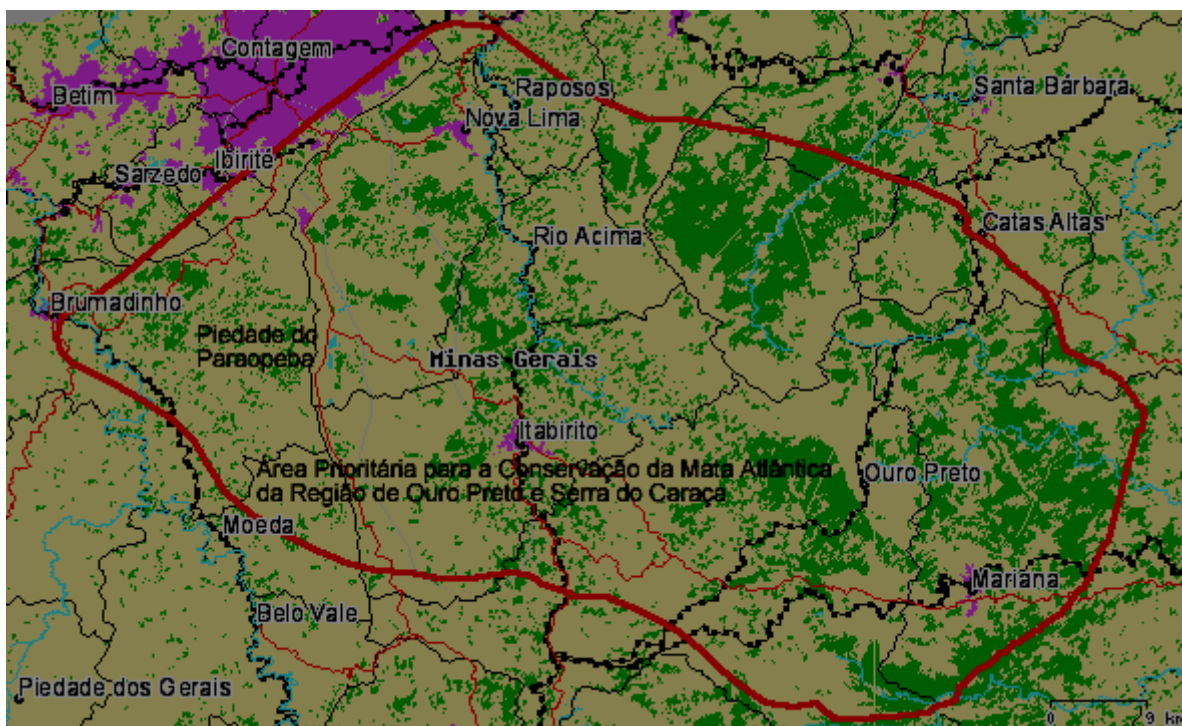 Contagem
Betim
Raposos
Santa Bárbara
Nova Lima
Ibirité
Sarzedo
Catas Altas
Rio Acima
Brumadinho
Piedade do
Paraopeba
Minas Gerais
Itabirito
Área Prioritária para a Conservação da Mata Atlântica
da Região de Ouro Preto e Serra do Caraça
Ouro Preto
Moeda
Mariana
Belo Vale
Piedade dos Gerais
0 9 km